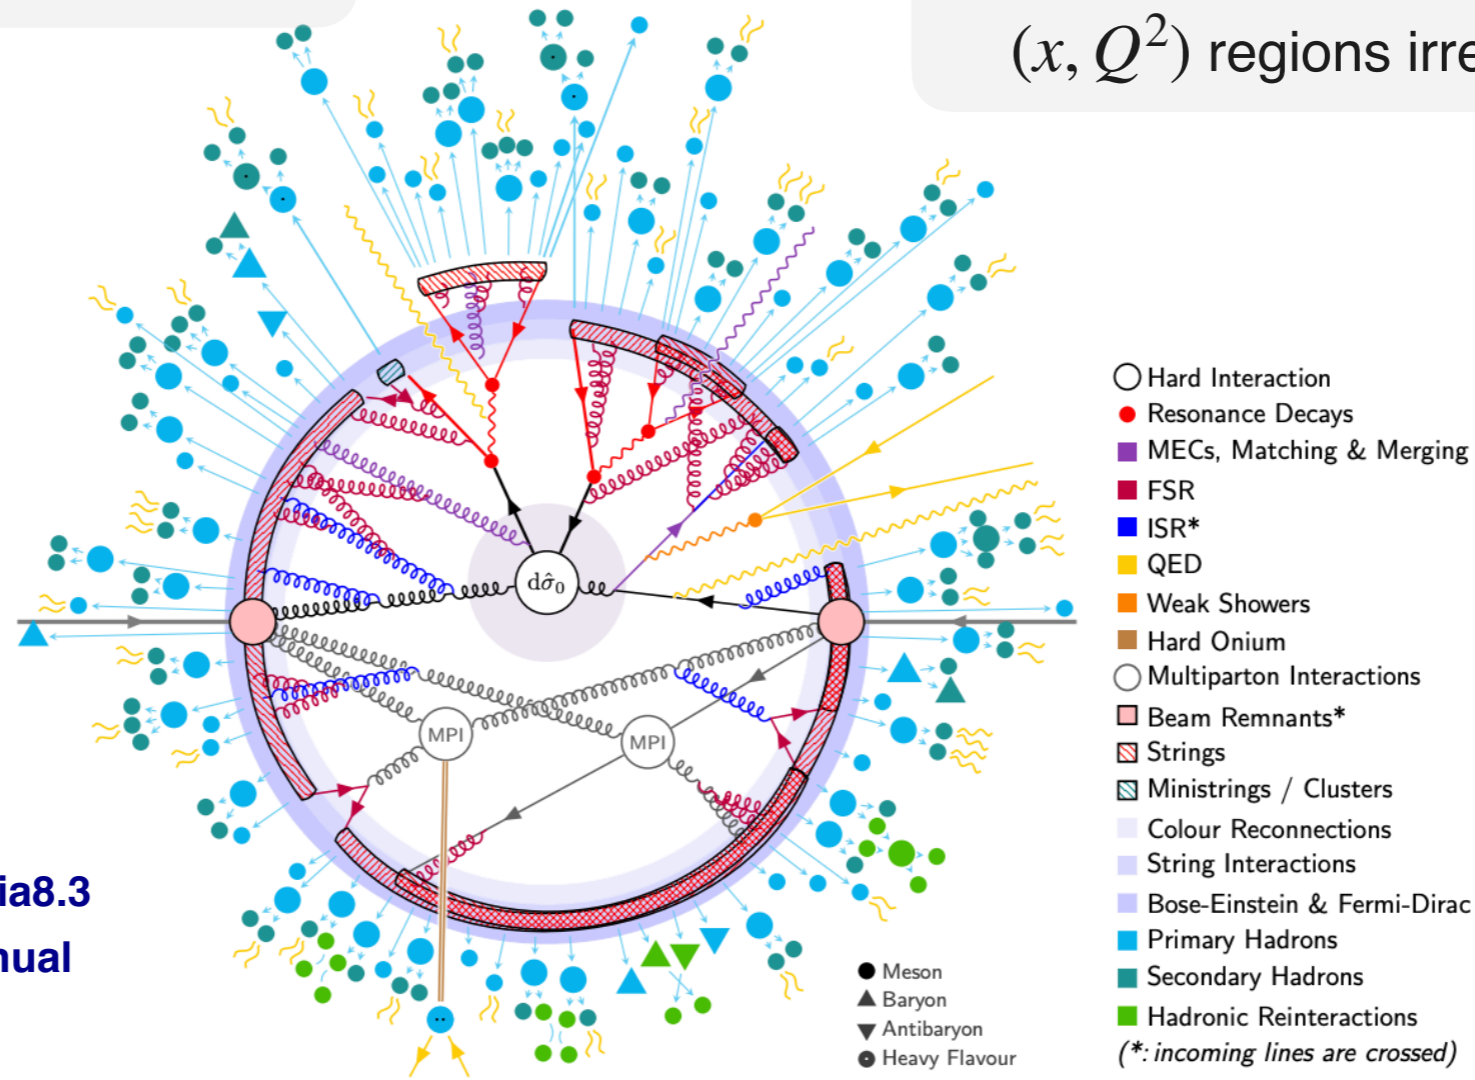 (x, Q²) regions irre
dσ̂₀
MPI
MPI
ia8.3
nual
Hard Interaction
Resonance Decays
MECs, Matching & Merging
FSR
ISR*
QED
Weak Showers
Hard Onium
Multiparton Interactions
Beam Remnants*
Strings
Ministrings / Clusters
Colour Reconnections
String Interactions
Bose-Einstein & Fermi-Dirac
Primary Hadrons
Secondary Hadrons
Hadronic Reinteractions
(*: incoming lines are crossed)
Meson
Baryon
Antibaryon
Heavy Flavour